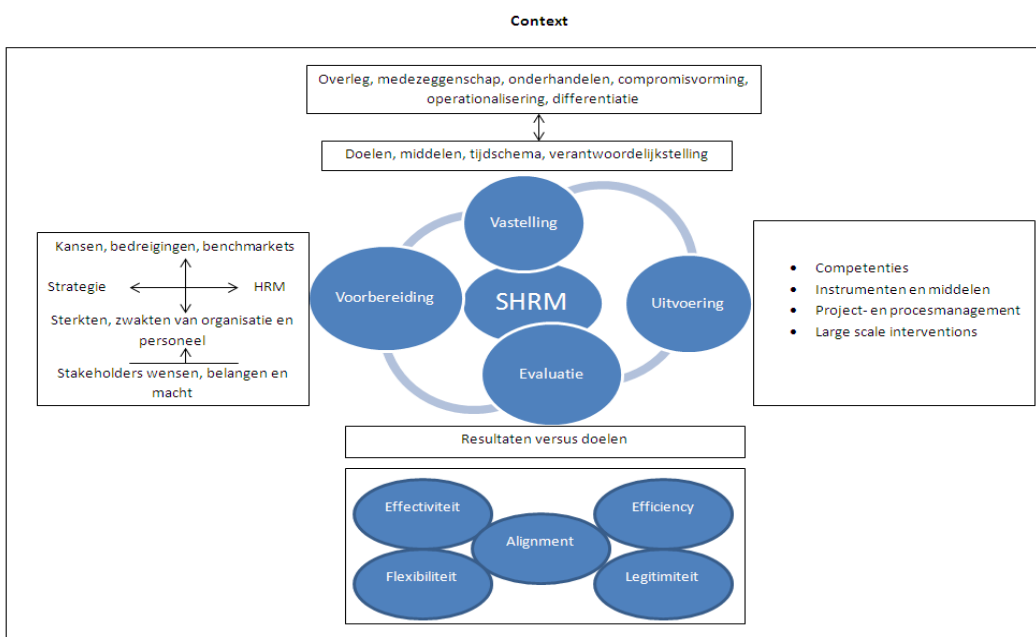 Context
Overleg, medezeggenschap, onderhandelen, compromisvorming,
operationalisering, differentiatie
Doelen, middelen, tijdschema, verantwoordelijkstelling
Vastelling
Kansen, bedreigingen, benchmarkets
Strategie
HRM
Sterkten, zwakten van organisatie en
personeel
Stakeholders wensen, belangen en
macht
Voorbereiding
SHRM
Uitvoering
Evaluatie
• Competenties
• Instrumenten en middelen
• Project- en procesmanagement
• Large scale interventions
Resultaten versus doelen
Effectiviteit
Efficiency
Alignment
Flexibiliteit
Legitimiteit